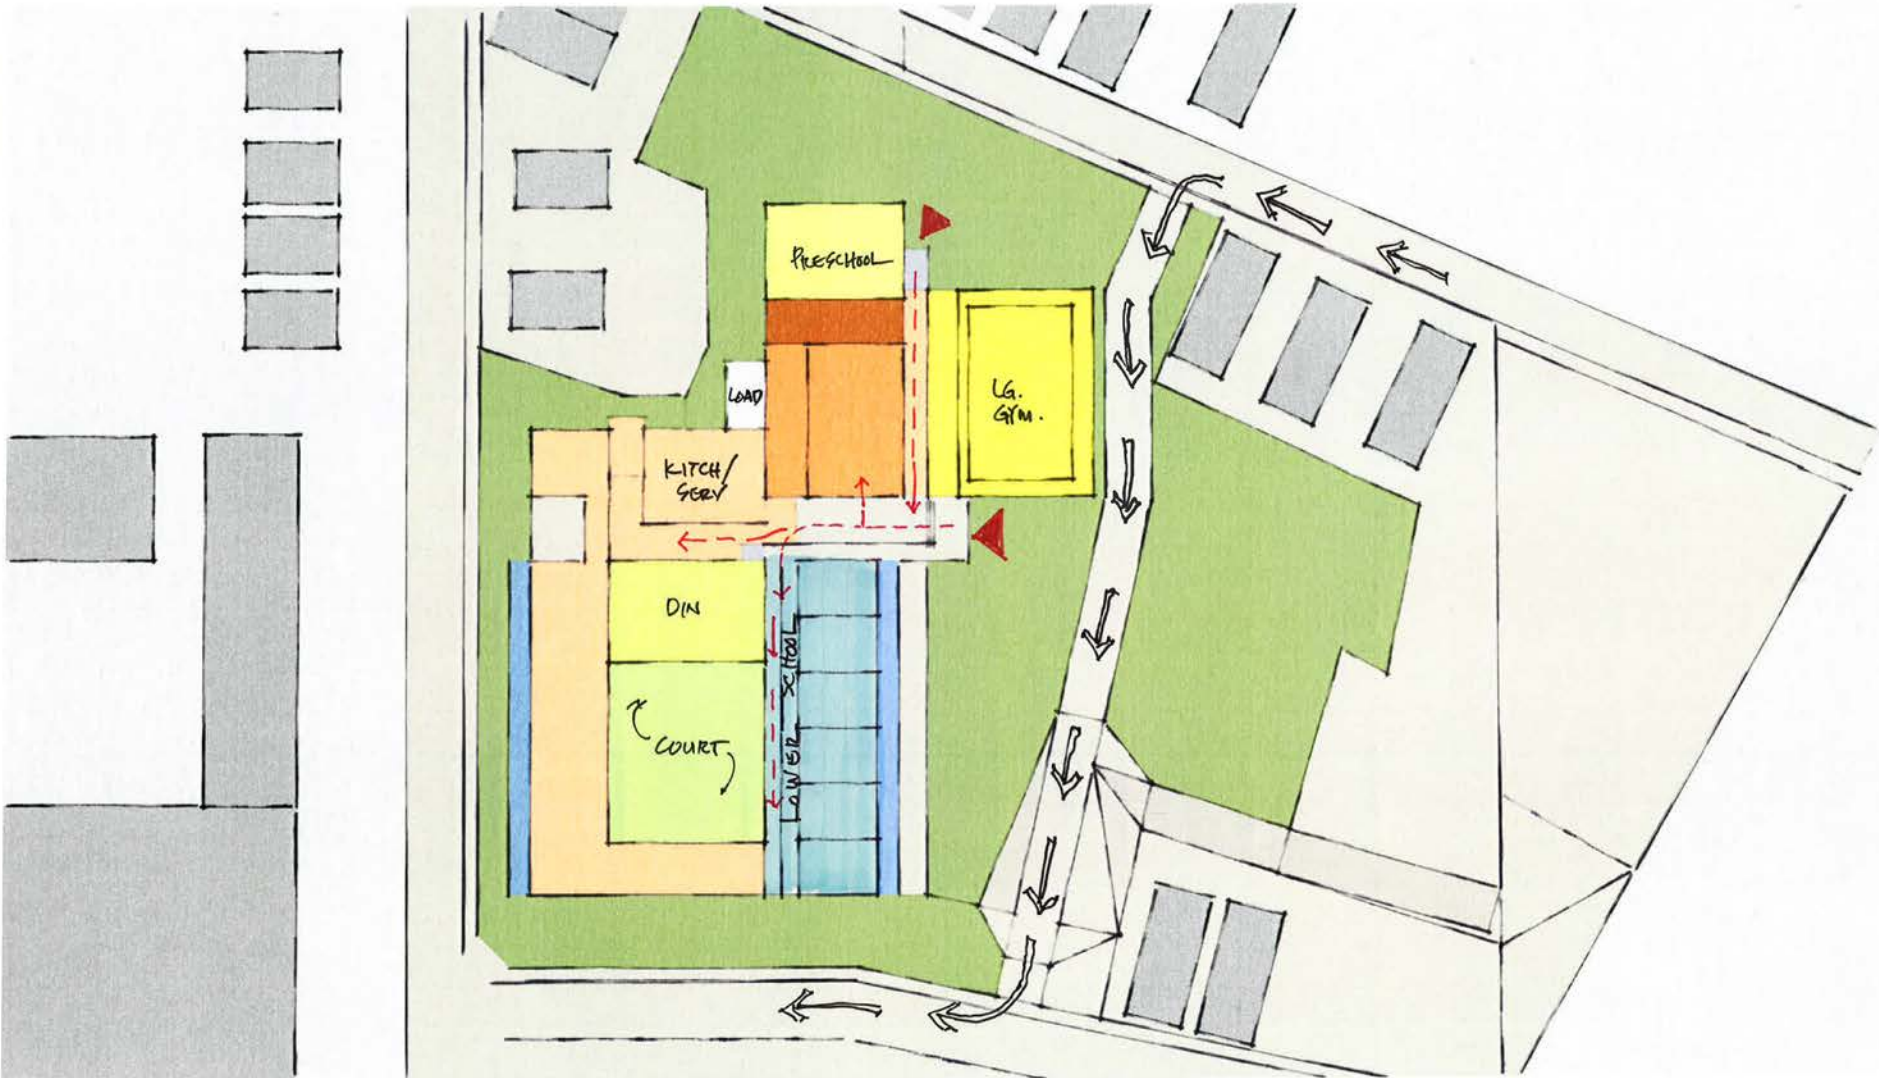 PRESCHOOL
LOAD
LG.
GYM.
KITCH/
SERV
DIN
COURT
LOWER SCHOOL